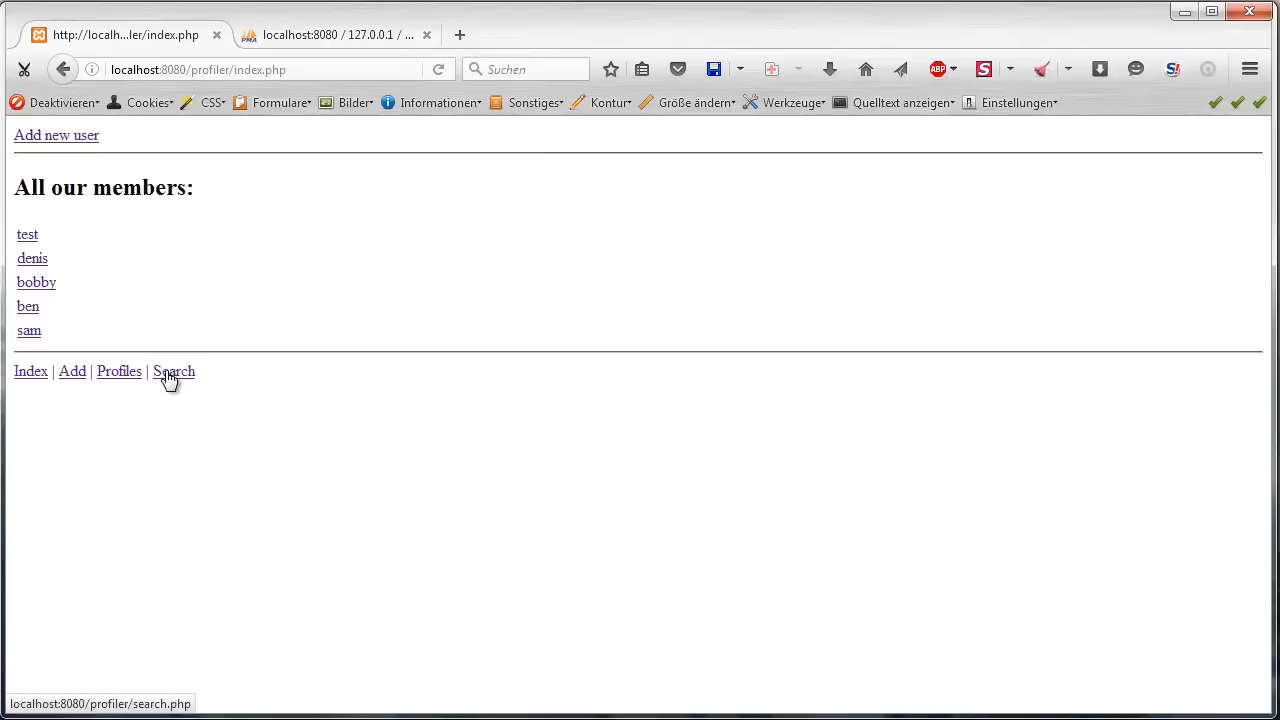 http://localh...ler/index.php
localhost:8080 / 127.0.0.1 / ...
localhost:8080/profiler/index.php
Suchen
ABP
Deaktivieren
Cookies
CSS
Formulare
Bilder
Informationen
Sonstiges
Kontur
Größe ändern
Werkzeuge
Quelltext anzeigen
Einstellungen
Add new user
All our members:
test
denis
bobby
ben
sam
Index | Add | Profiles | Search
localhost:8080/profiler/search.php